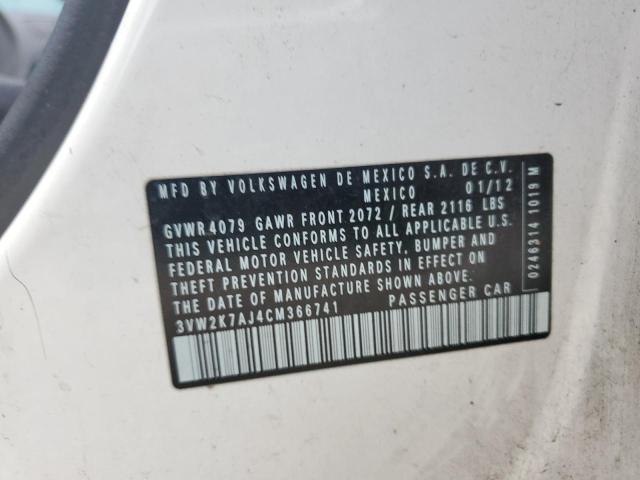 MFD BY VOLKSWAGEN DE MEXICO S.A. DE C.V.
MEXICO 01/12
GVWR 4079 GAWR FRONT 2072 / REAR 2116 LBS
THIS VEHICLE CONFORMS TO ALL APPLICABLE U.S.
FEDERAL MOTOR VEHICLE SAFETY, BUMPER AND
THEFT PREVENTION STANDARDS IN EFFECT ON
THE DATE OF MANUFACTURE SHOWN ABOVE.
3VW2K7AJ4CM366741 PASSENGER CAR
0246314 1019 M